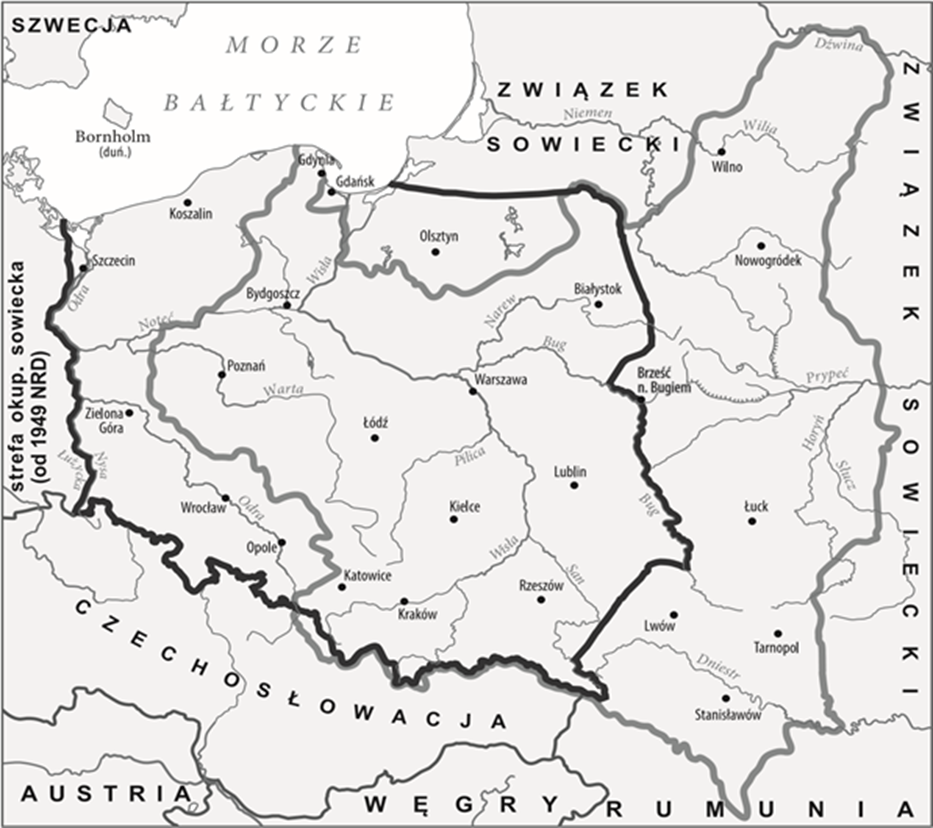 SZWECJA
MORZE
BAŁTYCKIE
Bornholm
(duń.)
ZWIĄZEK
Niemen
SOWIECKI
Dźwina
Wilia
Wilno
ZWIĄZEK SOWIECKI
Gdynia
Gdańsk
Koszalin
Olsztyn
Nowogródek
Szczecin
Odra
Wisła
Bydgoszcz
Białystok
Narew
Noteć
strefa okup. sowiecka
(od 1949 NRD)
Poznań
Bug
Warszawa
Brześć
n. Bugiem
Prypeć
Warta
Zielona
Góra
Łódź
Horyń
Słucz
Pilica
Nysa
Łużycka
Lublin
Wrocław
Odra
Kielce
Bug
Łuck
Opole
Wisła
Katowice
San
Rzeszów
Kraków
Lwów
Tarnopol
CZECHOSŁOWACJA
Dniestr
Stanisławów
AUSTRIA
WĘGRY
RUMUNIA